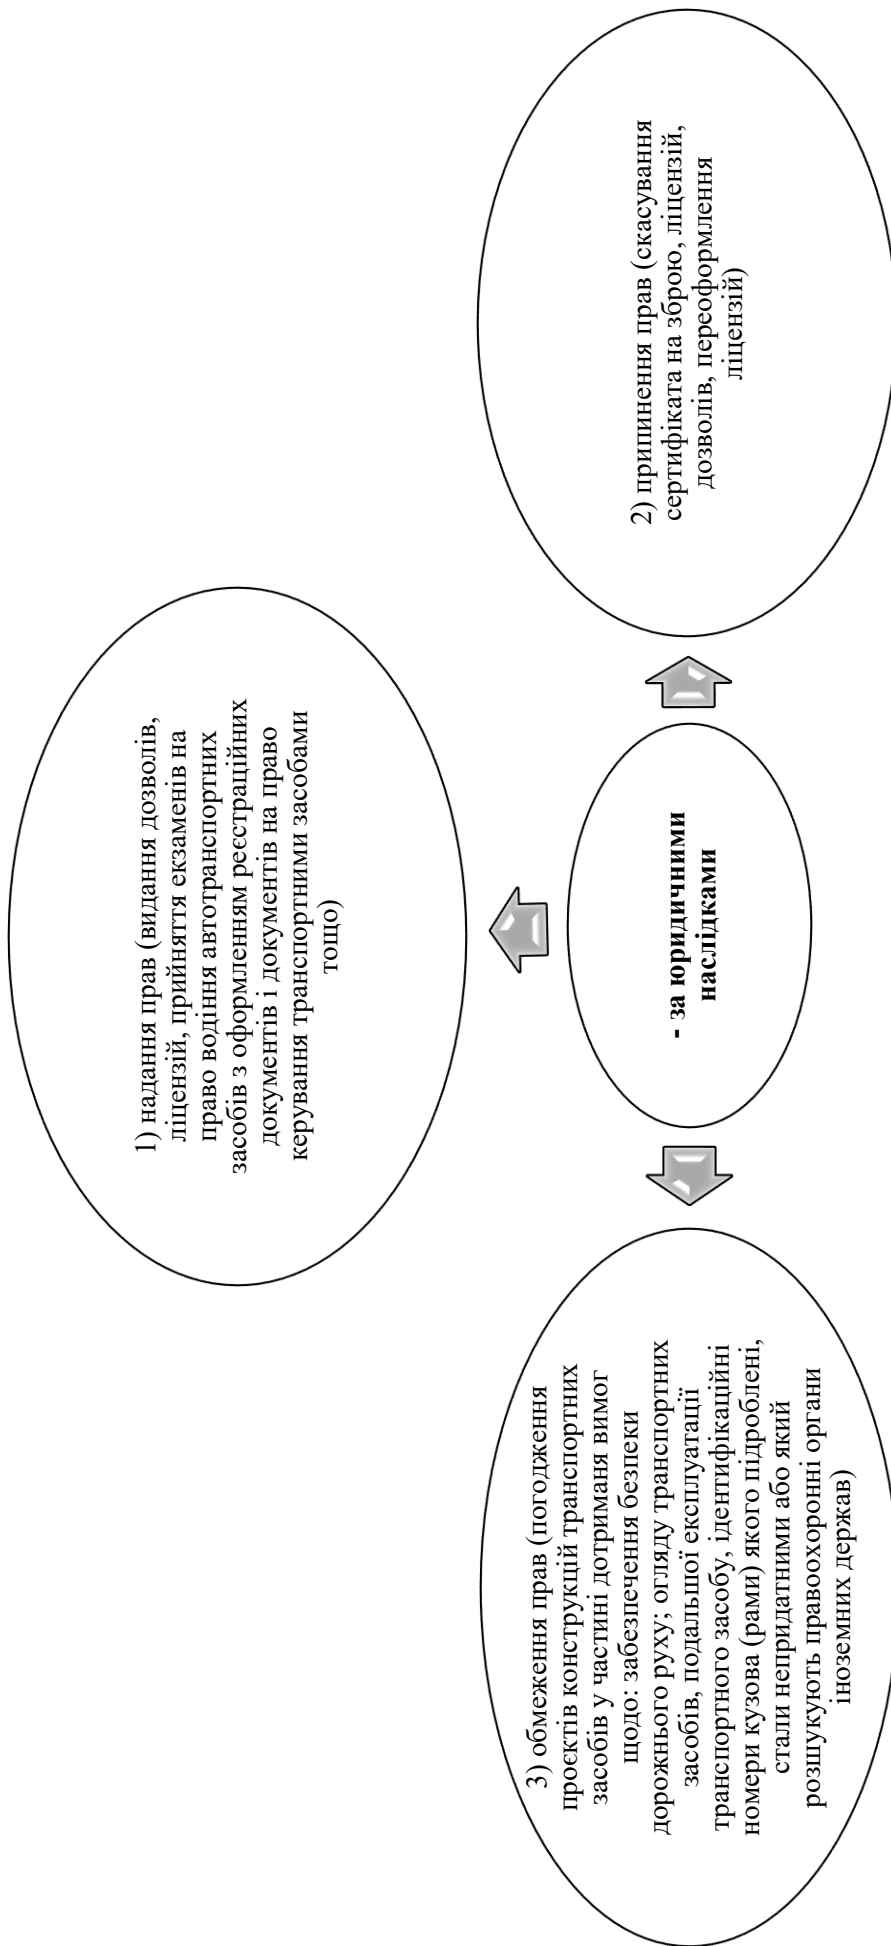 1) надання прав (видання дозволів,
ліцензій, прийняття екзаменів на
право водіння автотранспортних
засобів з оформленням реєстраційних
документів і документів на право
керування транспортними засобами
тощо)
- за юридичними
наслідками
2) припинення прав (скасування
сертифіката на зброю, ліцензій,
дозволів, переоформлення
ліцензій)
3) обмеження прав (погодження
проєктів конструкцій транспортних
засобів у частині дотриманя вимог
щодо: забезпечення безпеки
дорожнього руху; огляду транспортних
засобів, подальшої експлуатації
транспортного засобу, ідентифікаційні
номери кузова (рами) якого підроблені,
стали непридатними або який
розшукують правоохоронні органи
іноземних держав)